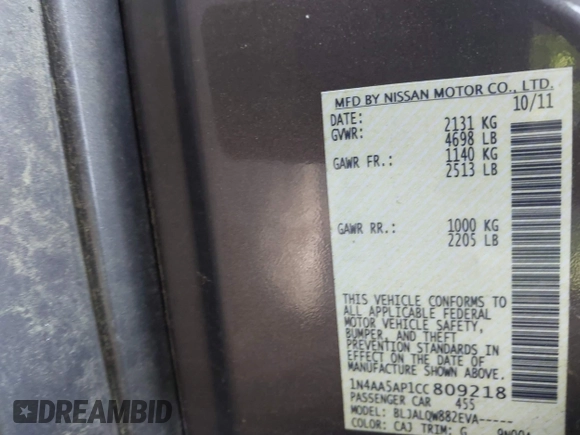 MFD BY NISSAN MOTOR CO., LTD.
DATE: 10/11
GVWR: 2131 KG
4698 LB
GAWR FR.: 1140 KG
2513 LB
GAWR RR.: 1000 KG
2205 LB
THIS VEHICLE CONFORMS TO
ALL APPLICABLE FEDERAL
MOTOR VEHICLE SAFETY,
BUMPER, AND THEFT
PREVENTION STANDARDS IN
EFFECT ON THE DATE OF
MANUFACTURE SHOWN ABOVE.
1N4AA5AP1CC809218
PASSENGER CAR 455
MODEL: BLJALQW882EVA-----
COLOR: CAJ TRIM: G
BIDHISTORY